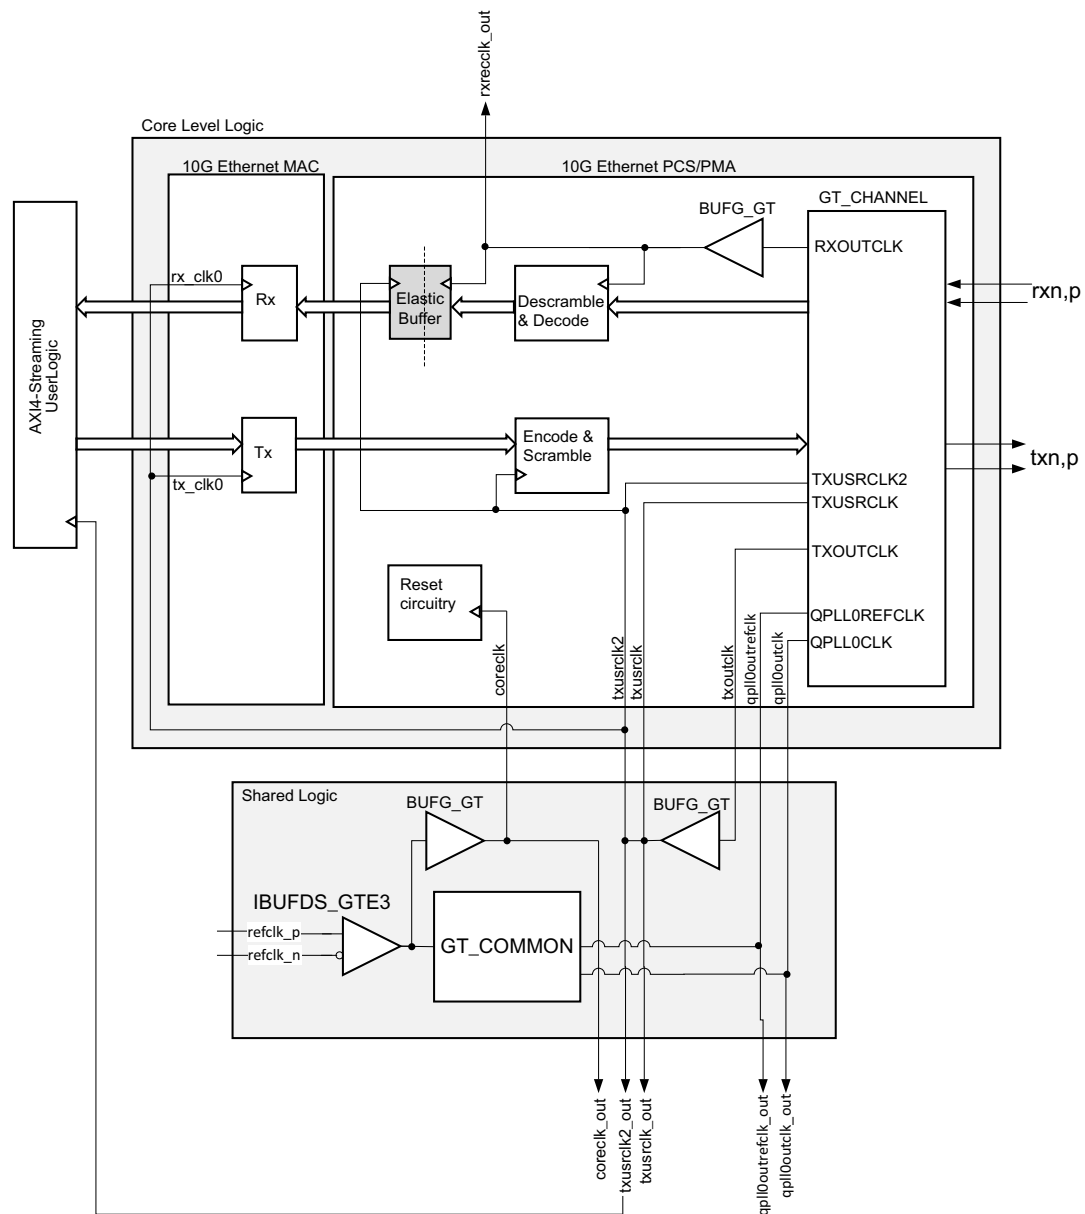 rxrecclk_out
Core Level Logic
10G Ethernet MAC
10G Ethernet PCS/PMA
GT_CHANNEL
BUFG_GT
RXOUTCLK
rx_clk0
Rx
Elastic
Buffer
Descramble
& Decode
rxn,p
AXI4-Streaming
UserLogic
Tx
tx_clk0
Encode &
Scramble
txn,p
TXUSRCLK2
TXUSRCLK
TXOUTCLK
Reset
circuitry
QPLL0REFCLK
QPLL0CLK
coreclk
txusrclk2
txusrclk
txoutclk
qpll0outrefclk
qpll0outclk
Shared Logic
BUFG_GT
BUFG_GT
IBUFDS_GTE3
refclk_p
refclk_n
GT_COMMON
coreclk_out
txusrclk2_out
txusrclk_out
qpll0outrefclk_out
qpll0outclk_out